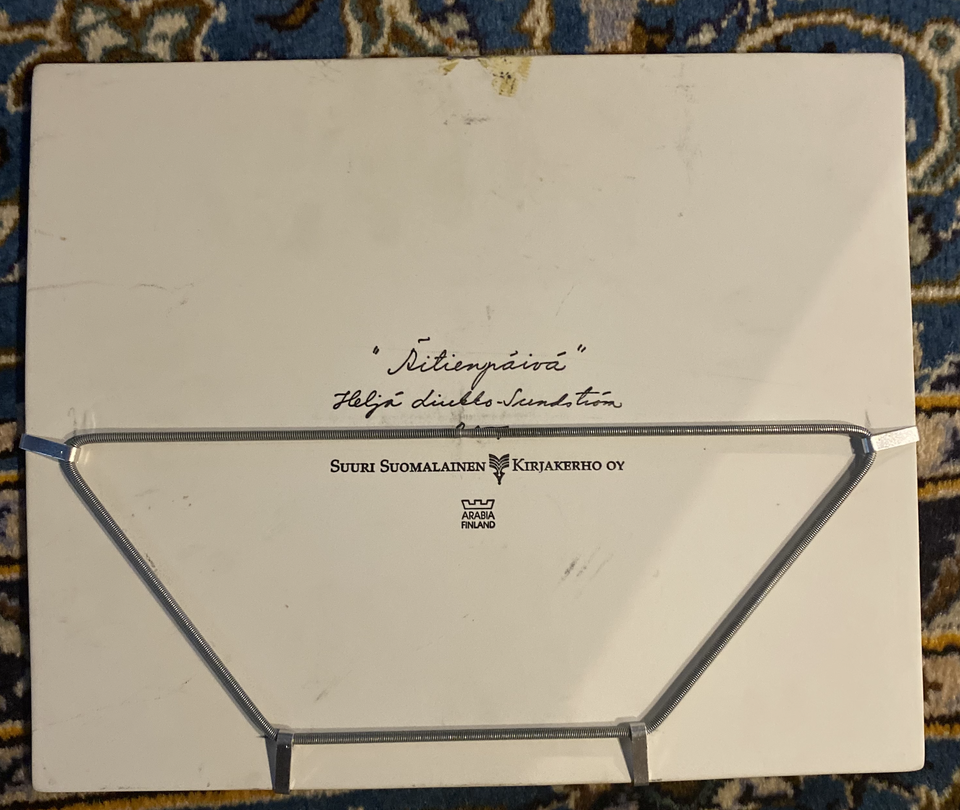 "Äitienpäivä"
Heljä Liukko-Sundström
SUURI SUOMALAINEN KIRJAKERHO OY
ARABIA
FINLAND